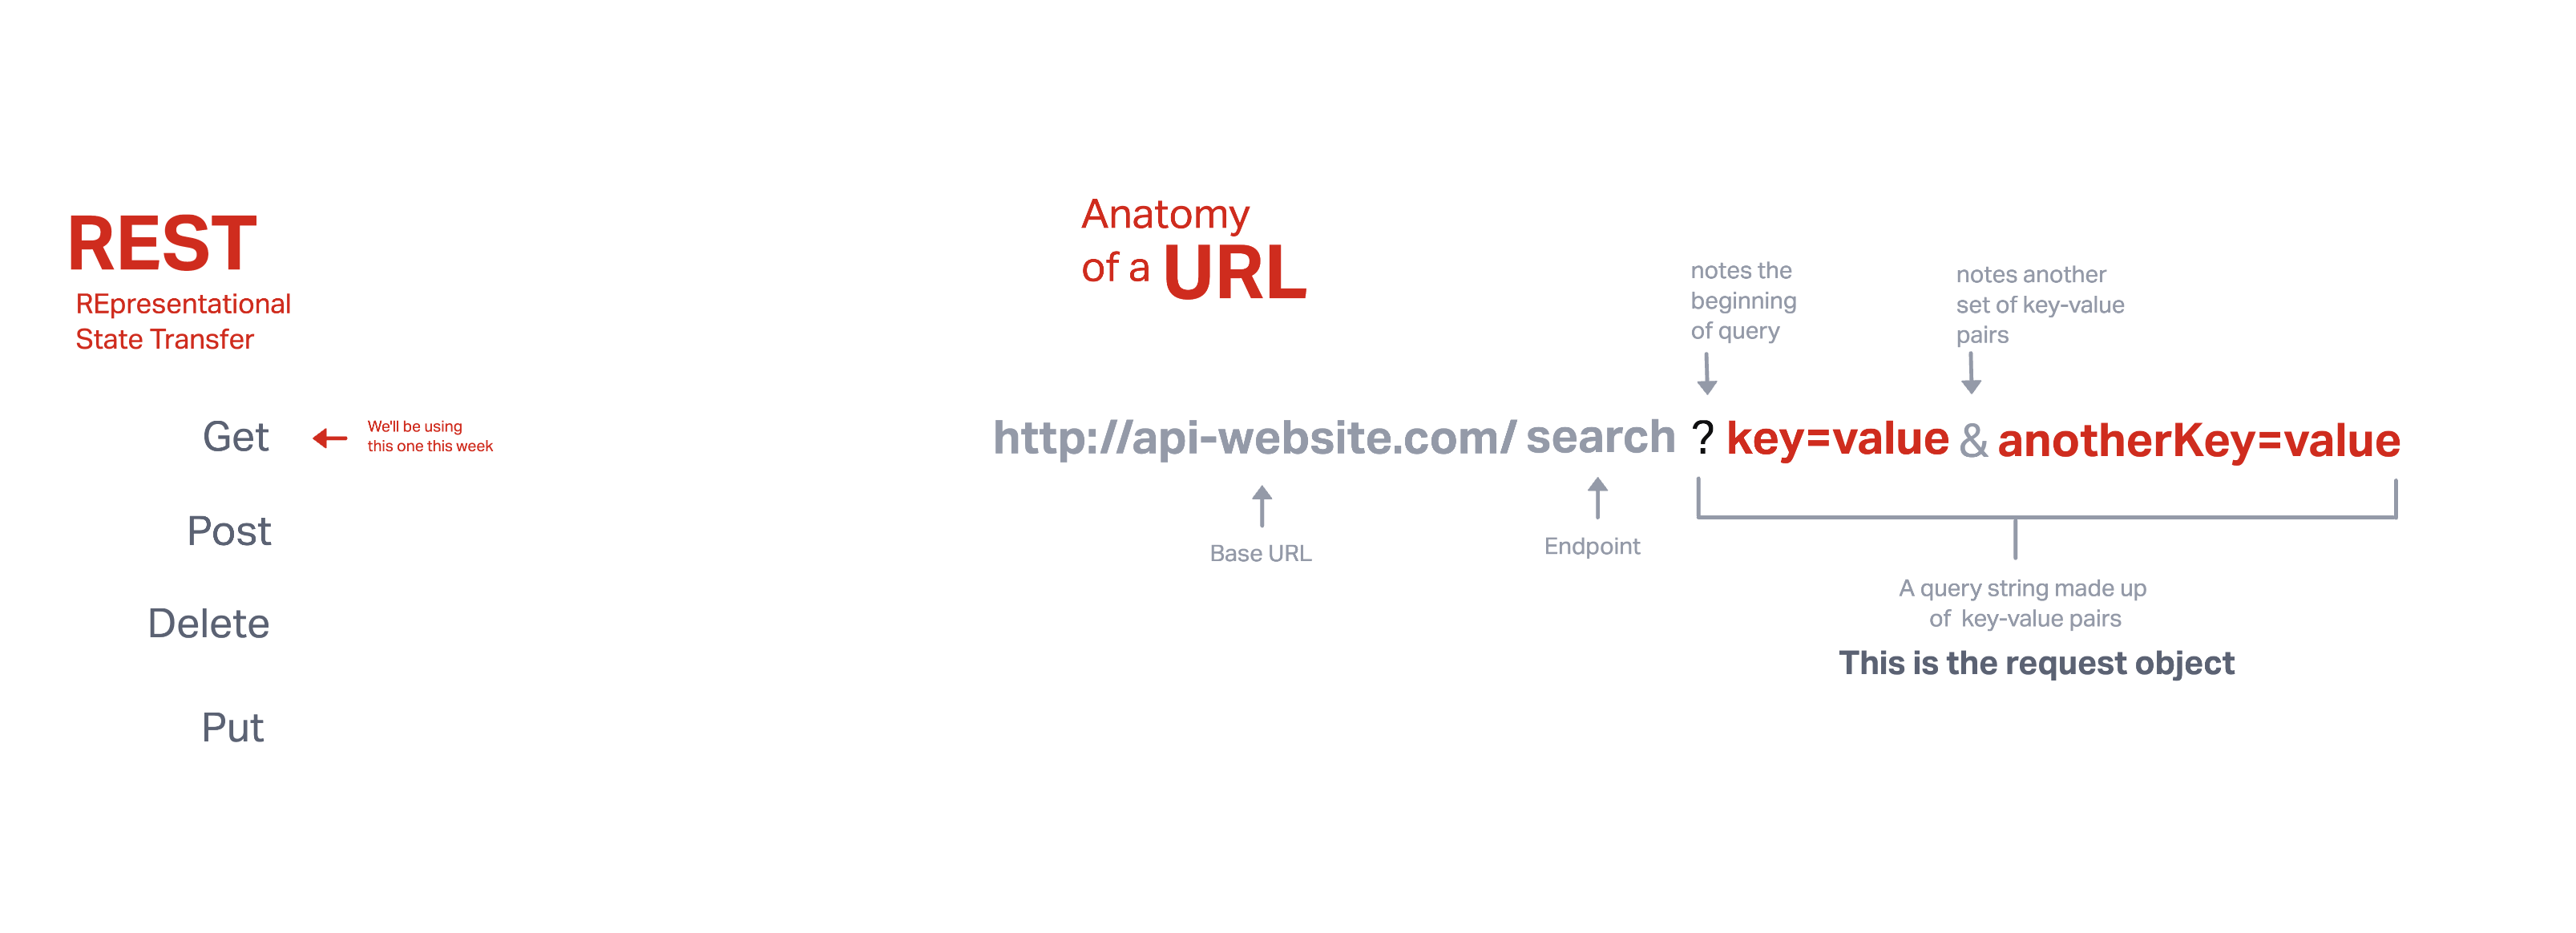 REST
REpresentational
State Transfer
Get
We'll be using
this one this week
Post
Delete
Put
Anatomy
of a URL
notes the
beginning
of query
notes another
set of key-value
pairs
http://api-website.com/ search ? key=value & anotherKey=value
Base URL
Endpoint
A query string made up
of key-value pairs
This is the request object